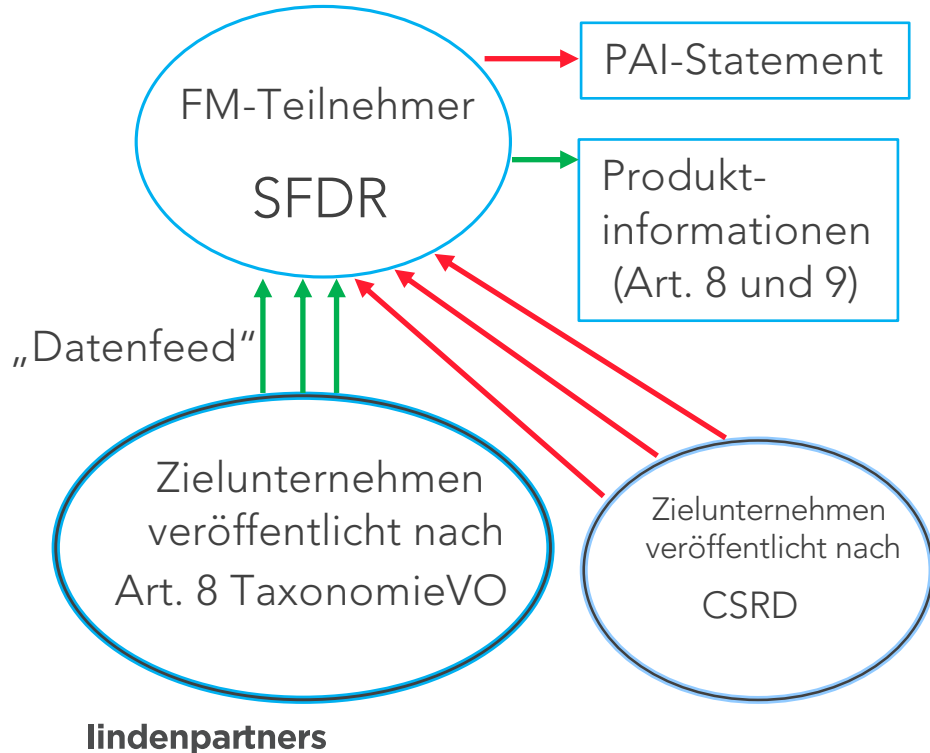 FM-Teilnehmer
SFDR
PAI-Statement
Produkt-
informationen
(Art. 8 und 9)
„Datenfeed“
Zielunternehmen
veröffentlicht nach
Art. 8 TaxonomieVO
Zielunternehmen
veröffentlicht nach
CSRD
lindenpartners